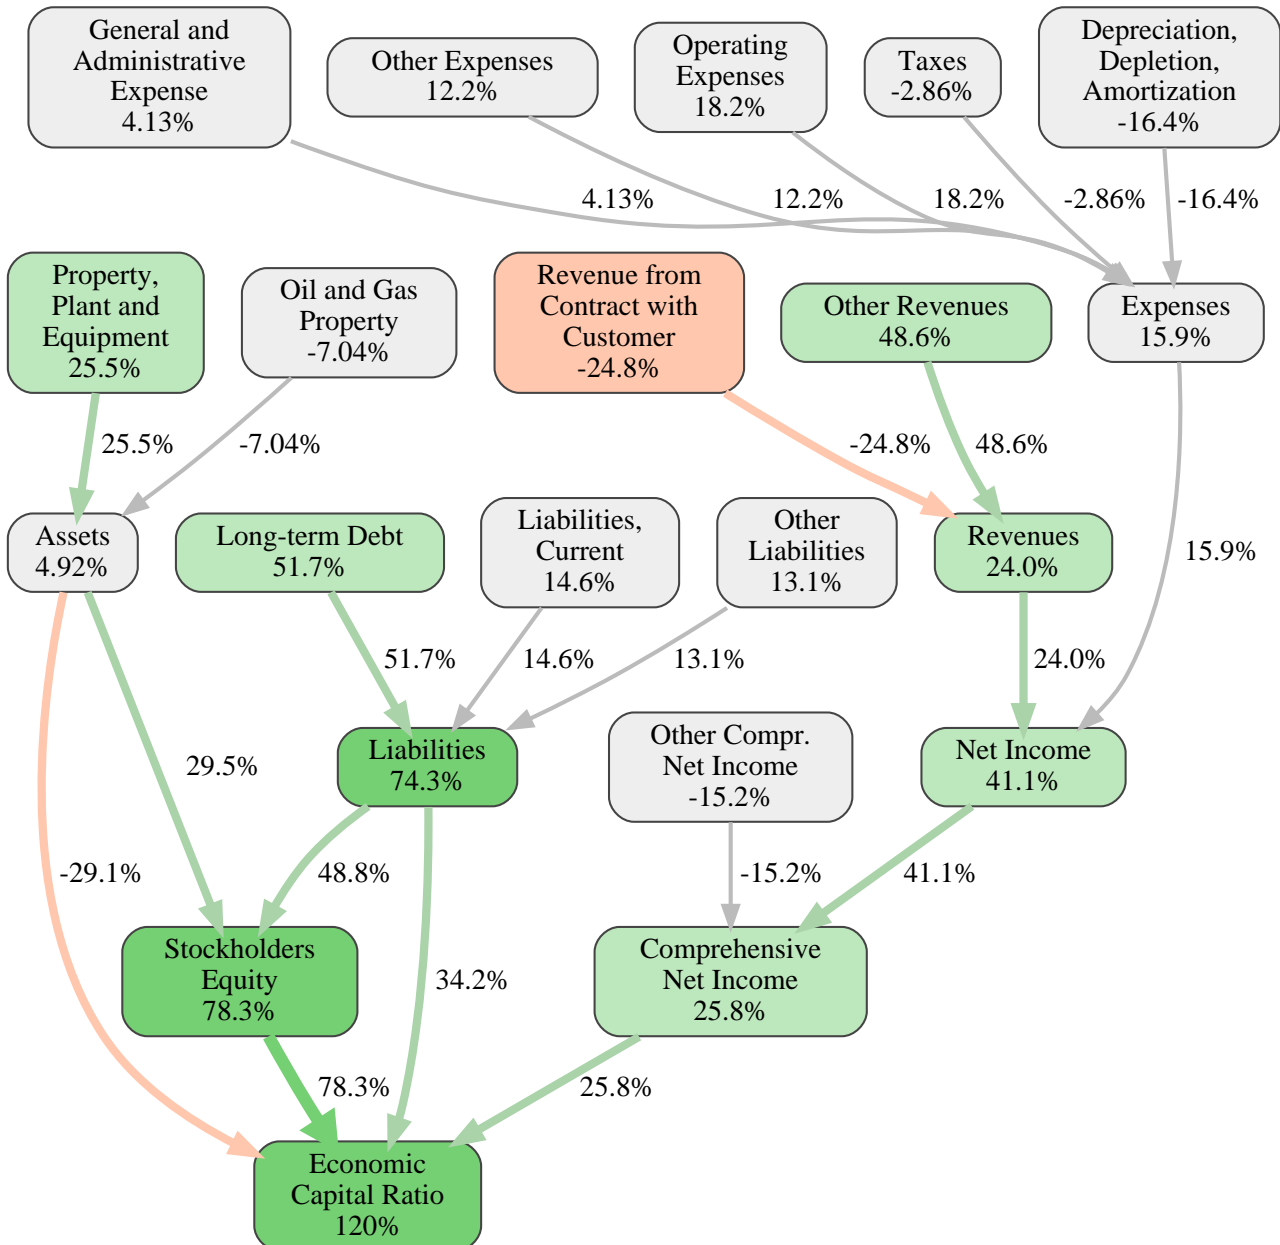 General and
Administrative
Expense
4.13%
Other Expenses
12.2%
Operating
Expenses
18.2%
Taxes
-2.86%
Depreciation,
Depletion,
Amortization
-16.4%
4.13%
12.2%
18.2%
-2.86%
-16.4%
Property,
Plant and
Equipment
25.5%
Oil and Gas
Property
-7.04%
Revenue from
Contract with
Customer
-24.8%
Other Revenues
48.6%
Expenses
15.9%
25.5%
-7.04%
-24.8%
48.6%
15.9%
Assets
4.92%
Long-term Debt
51.7%
Liabilities,
Current
14.6%
Other
Liabilities
13.1%
Revenues
24.0%
51.7%
14.6%
13.1%
24.0%
29.5%
Liabilities
74.3%
Other Compr.
Net Income
-15.2%
Net Income
41.1%
-29.1%
48.8%
-15.2%
41.1%
Stockholders
Equity
78.3%
34.2%
Comprehensive
Net Income
25.8%
78.3%
25.8%
Economic
Capital Ratio
120%